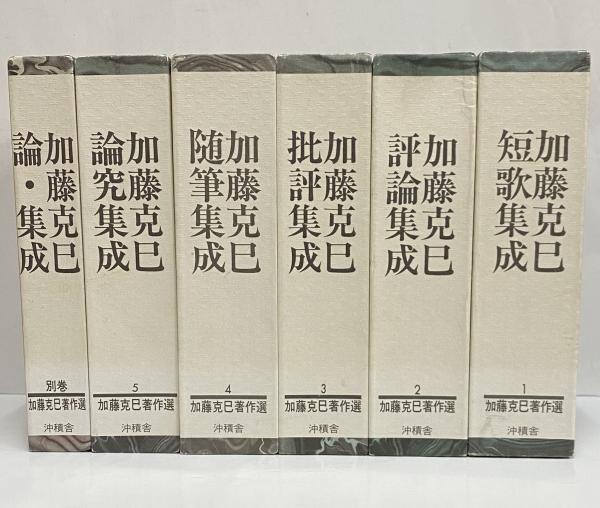 加藤克巳
短歌集成
1
加藤克巳著作選
沖積舎
加藤克巳
評論集成
2
加藤克巳著作選
沖積舎
加藤克巳
批評集成
3
加藤克巳著作選
沖積舎
加藤克巳
随筆集成
4
加藤克巳著作選
沖積舎
加藤克巳
論究集成
5
加藤克巳著作選
沖積舎
加藤克巳
論・集成
別巻
加藤克巳著作選
沖積舎